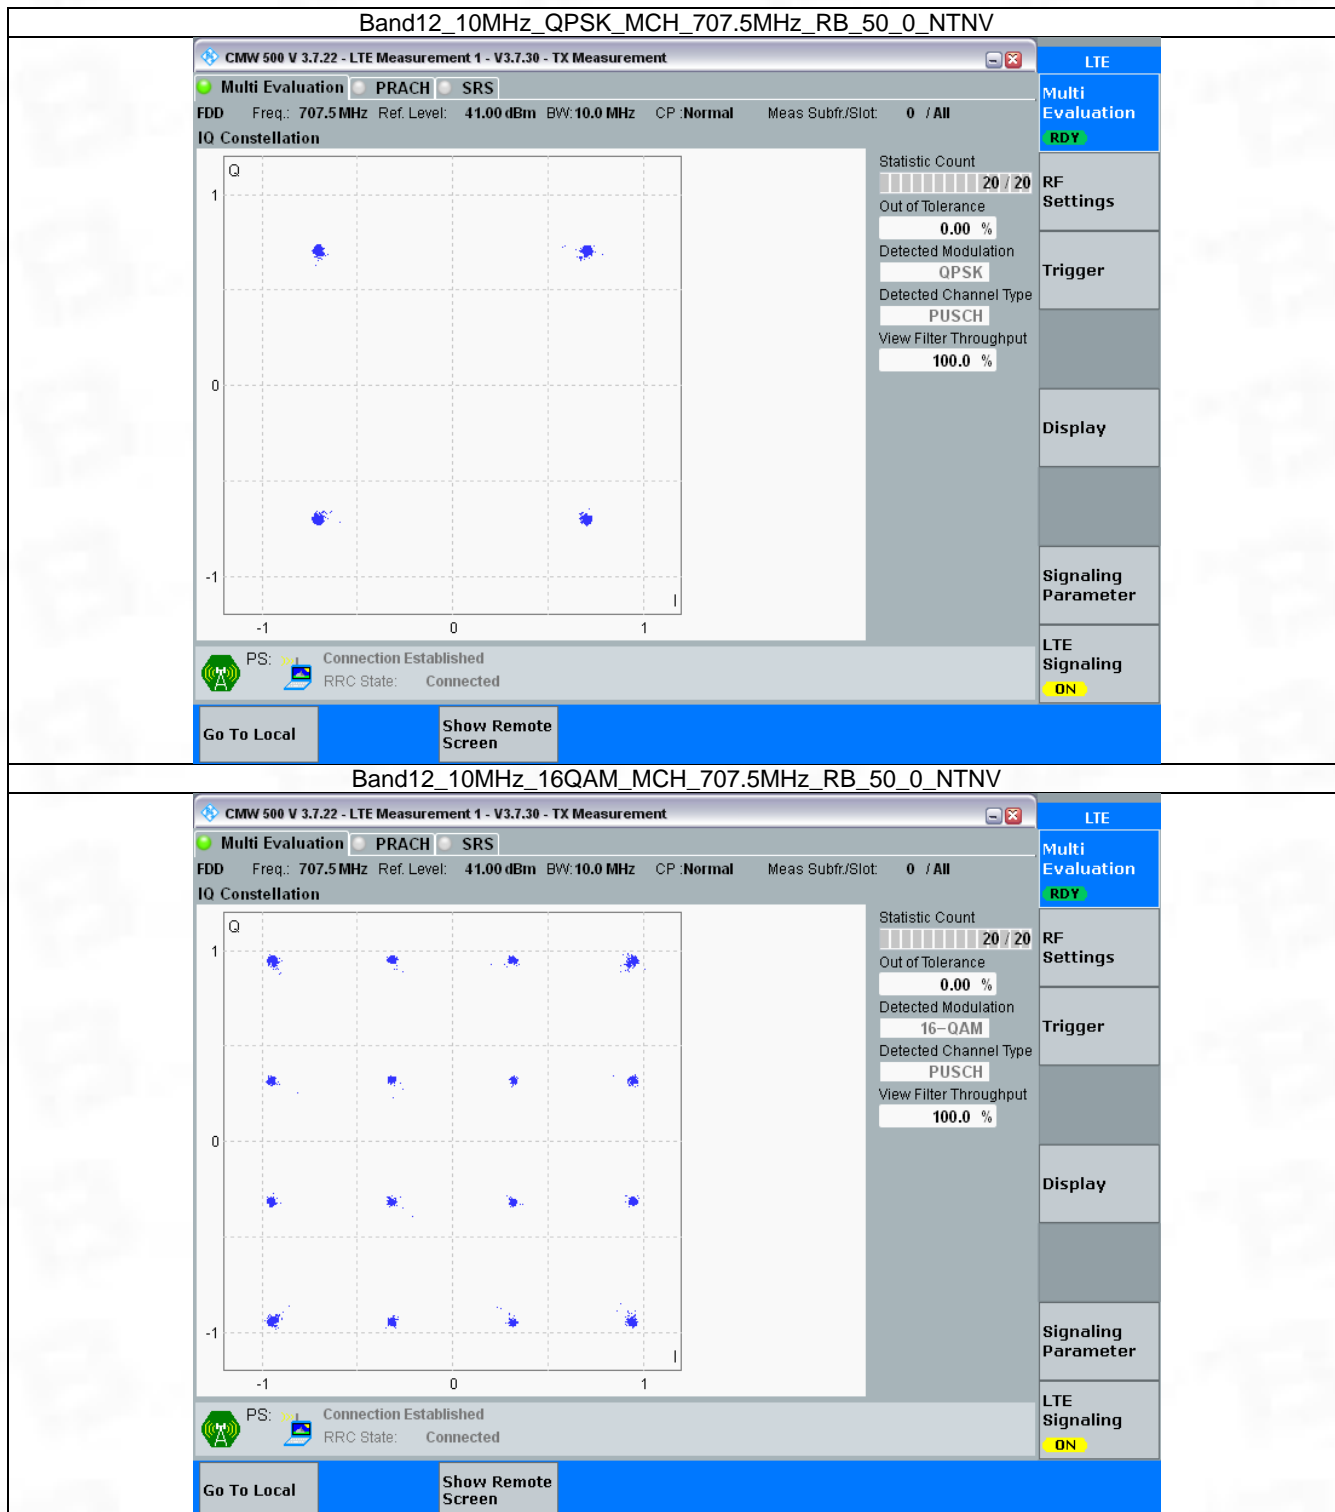 Band12_10MHz_QPSK_MCH_707.5MHz_RB_50_0_NTNV
CMW 500 V 3.7.22 - LTE Measurement 1 - V3.7.30 - TX Measurement
LTE
Multi Evaluation PRACH SRS
Multi
Evaluation
RDY
FDD Freq.: 707.5 MHz Ref. Level: 41.00 dBm BW: 10.0 MHz CP :Normal Meas Subfr./Slot: 0 / All
IQ Constellation
Q
1
0
-1
I
-1 0 1
Statistic Count
20 / 20
Out of Tolerance
0.00 %
Detected Modulation
QPSK
Detected Channel Type
PUSCH
View Filter Throughput
100.0 %
RF
Settings
Trigger
Display
Signaling
Parameter
LTE
Signaling
ON
PS: Connection Established
RRC State: Connected
Go To Local
Show Remote
Screen
Band12_10MHz_16QAM_MCH_707.5MHz_RB_50_0_NTNV
CMW 500 V 3.7.22 - LTE Measurement 1 - V3.7.30 - TX Measurement
LTE
Multi Evaluation PRACH SRS
Multi
Evaluation
RDY
FDD Freq.: 707.5 MHz Ref. Level: 41.00 dBm BW: 10.0 MHz CP :Normal Meas Subfr./Slot: 0 / All
IQ Constellation
Q
1
0
-1
I
-1 0 1
Statistic Count
20 / 20
Out of Tolerance
0.00 %
Detected Modulation
16-QAM
Detected Channel Type
PUSCH
View Filter Throughput
100.0 %
RF
Settings
Trigger
Display
Signaling
Parameter
LTE
Signaling
ON
PS: Connection Established
RRC State: Connected
Go To Local
Show Remote
Screen